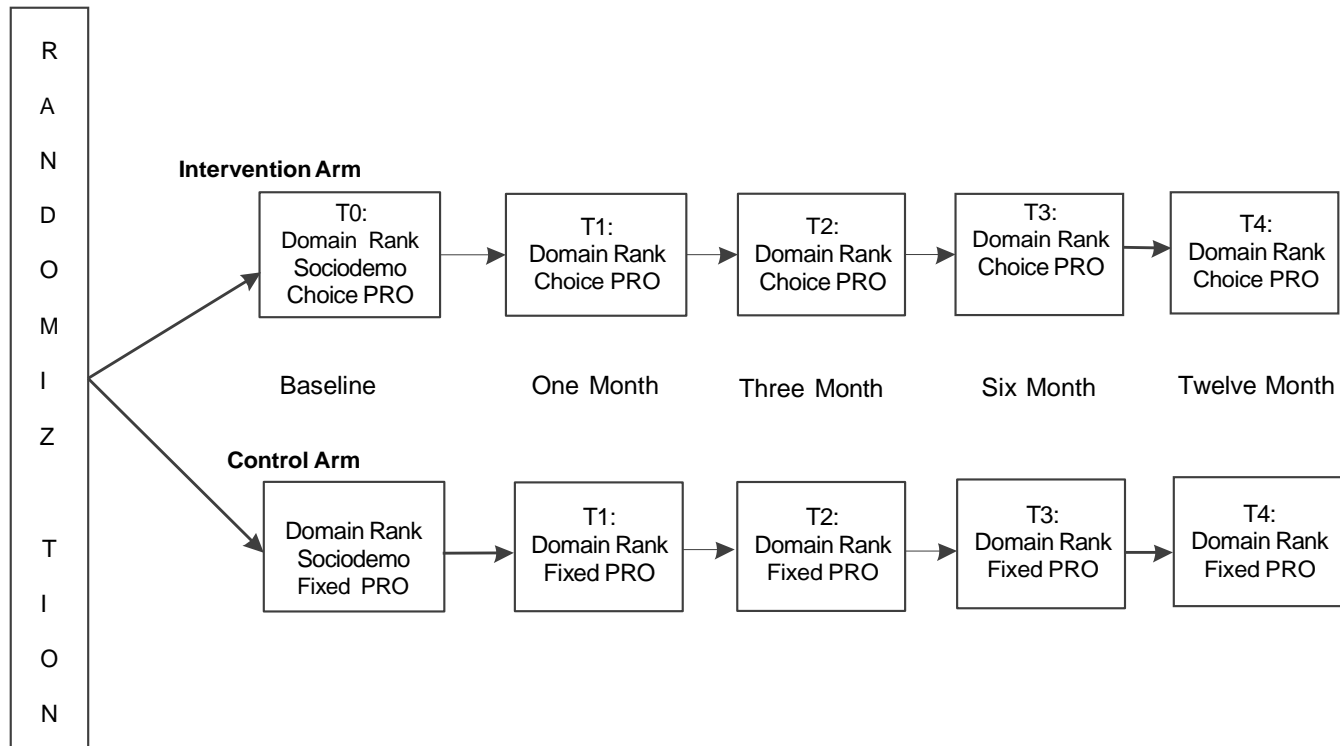 R
A
N
D
O
M
I
Z
T
I
O
N
Intervention Arm
T0:
Domain Rank
Sociodemo
Choice PRO
T1:
Domain Rank
Choice PRO
T2:
Domain Rank
Choice PRO
T3:
Domain Rank
Choice PRO
T4:
Domain Rank
Choice PRO
Baseline
One Month
Three Month
Six Month
Twelve Month
Control Arm
Domain Rank
Sociodemo
Fixed PRO
T1:
Domain Rank
Fixed PRO
T2:
Domain Rank
Fixed PRO
T3:
Domain Rank
Fixed PRO
T4:
Domain Rank
Fixed PRO